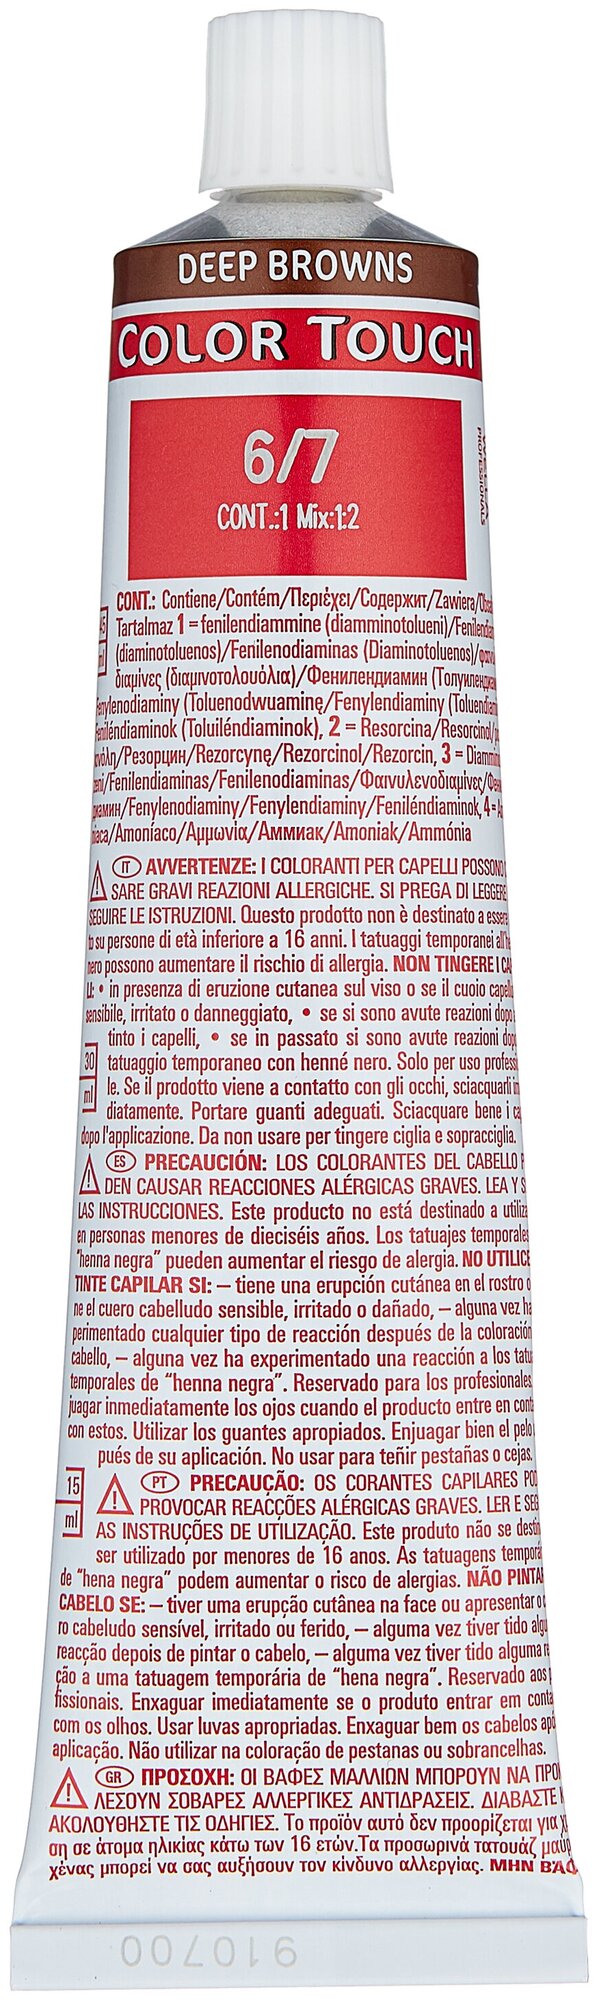 DEEP BROWNS
COLOR TOUCH
6/7
CONT.:1 Mix:1:2
PROFESSIONALS
CONT.: Contiene/Contém/Περιέχει/Содержит/Zawiera/
Tartalmaz 1 = fenilendiammine (diamminotolueni)/
(diaminotoluenos)/Fenilenodiaminas (Diaminotoluenos)/
διαμίνες (διαμινοτολουόλια)/Фенилендиамин
Fenylenodiaminy (Toluenodwuaminę/Fenylendiaminy
Feniléndiaminok (Toluiléndiaminok), 2 = Resorcina/Resorcinol/
Резорцин/Rezorcynę/Rezorcinol/Rezorcin, 3 =
/Fenilendiaminas/Fenilenodiaminas/Φαινυλενοδιαμίνες/
/Fenylenodiaminy/Fenylendiaminy/Feniléndiaminok, 4 =
/Amoníaco/Αμμωνία/Аммиак/Amoniak/Ammónia
45
ml
IT AVVERTENZE: I COLORANTI PER CAPELLI POSSONO
SARE GRAVI REAZIONI ALLERGICHE. SI PREGA DI LEGGERE
SEGUIRE LE ISTRUZIONI. Questo prodotto non è destinato a essere
to su persone di età inferiore a 16 anni. I tatuaggi temporanei
nero possono aumentare il rischio di allergia. NON TINGERE I
LI: • in presenza di eruzione cutanea sul viso o se il cuoio
sensibile, irritato o danneggiato, • se si sono avute reazioni dopo
tinto i capelli, • se in passato si sono avute reazioni
30
ml
tatuaggio temporaneo con henné nero. Solo per uso
le. Se il prodotto viene a contatto con gli occhi, sciacquarli
diatamente. Portare guanti adeguati. Sciacquare bene i
dopo l'applicazione. Da non usare per tingere ciglia e sopracciglia.
ES PRECAUCIÓN: LOS COLORANTES DEL CABELLO
DEN CAUSAR REACCIONES ALÉRGICAS GRAVES. LEA Y
LAS INSTRUCCIONES. Este producto no está destinado a
en personas menores de dieciséis años. Los tatuajes temporales
"henna negra" pueden aumentar el riesgo de alergia. NO UTILICE
TINTE CAPILAR SI: – tiene una erupción cutánea en el rostro o
ne el cuero cabelludo sensible, irritado o dañado, – alguna vez
perimentado cualquier tipo de reacción después de la coloración
cabello, – alguna vez ha experimentado una reacción a los
temporales de "henna negra". Reservado para los profesionales.
juagar inmediatamente los ojos cuando el producto entre en
con estos. Utilizar los guantes apropiados. Enjuagar bien el pelo
pués de su aplicación. No usar para teñir pestañas o cejas.
15
ml
PT PRECAUÇÃO: OS CORANTES CAPILARES
PROVOCAR REACÇÕES ALÉRGICAS GRAVES. LER E
AS INSTRUÇÕES DE UTILIZAÇÃO. Este produto não se
ser utilizado por menores de 16 anos. As tatuagens
de "hena negra" podem aumentar o risco de alergias. NÃO PINTAR
CABELO SE: – tiver uma erupção cutânea na face ou apresentar o
ro cabeludo sensível, irritado ou ferido, – alguma vez tiver tido
reacção depois de pintar o cabelo, – alguma vez tiver tido alguma
ção a uma tatuagem temporária de "hena negra". Reservado aos
fissionais. Enxaguar imediatamente se o produto entrar em
com os olhos. Usar luvas apropriadas. Enxaguar bem os cabelos após
aplicação. Não utilizar na coloração de pestanas ou sobrancelhas.
GR ΠΡΟΣΟΧΗ: ΟΙ ΒΑΦΕΣ ΜΑΛΛΙΩΝ ΜΠΟΡΟΥΝ ΝΑ
ΛΕΣΟΥΝ ΣΟΒΑΡΕΣ ΑΛΛΕΡΓΙΚΕΣ ΑΝΤΙΔΡΑΣΕΙΣ. ΔΙΑΒΑΣΤΕ
ΑΚΟΛΟΥΘΗΣΤΕ ΤΙΣ ΟΔΗΓΙΕΣ. Το προϊόν αυτό δεν προορίζεται για
ση σε άτομα ηλικίας κάτω των 16 ετών.Τα προσωρινά τατουάζ
χένας μπορεί να σας αυξήσουν τον κίνδυνο αλλεργίας. ΜΗΝ
910700